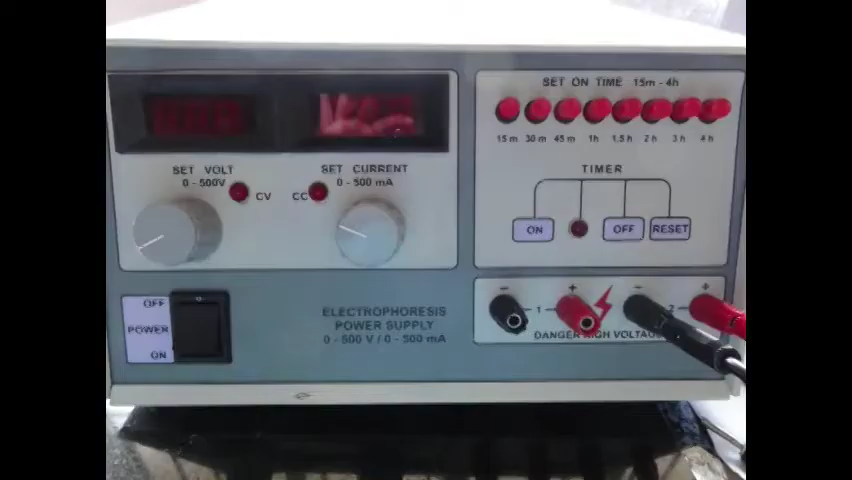 SET VOLT
0 - 500V
CV
SET CURRENT
0 - 500 mA
CC
SET ON TIME 15m - 4h
15 m 30 m 45 m 1h 1.5 h 2 h 3 h 4 h
TIMER
ON OFF RESET
OFF
POWER
ON
ELECTROPHORESIS
POWER SUPPLY
0 - 500 V / 0 - 500 mA
− + − +
1 2
DANGER HIGH VOLTAGE